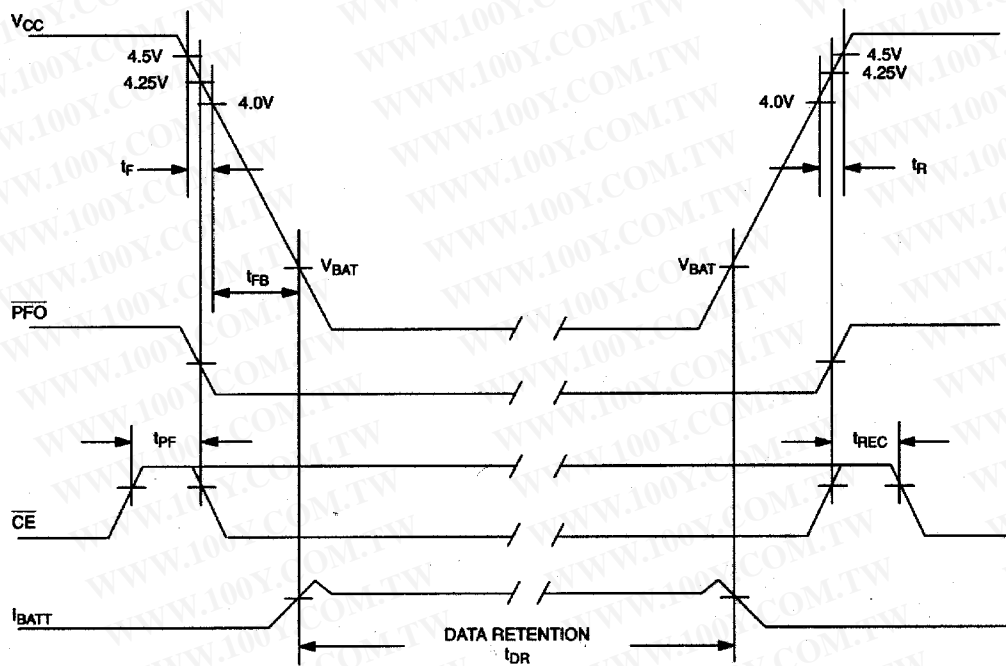 VCC
4.5V
4.25V
4.0V
tF
tFB
VBAT
PFO
tPF
CE
iBATT
4.5V
4.25V
4.0V
tR
VBAT
tREC
DATA RETENTION
tDR
WWW.100Y.COM.TW